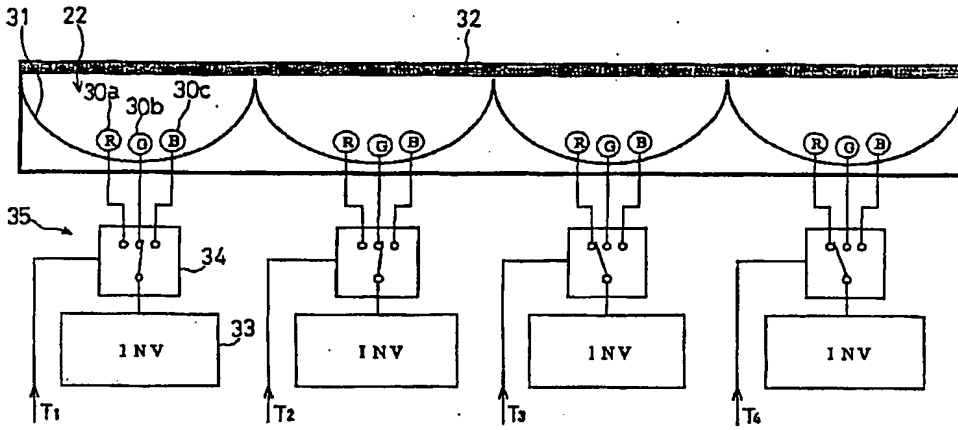 31 22 32
30a 30b 30c
R G B R G B R G B R G B
35
34
33
INV INV INV INV
T1 T2 T3 T4